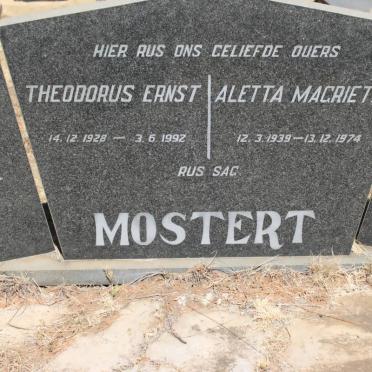 HIER RUS ONS GELIEFDE OUERS
THEODORUS ERNST ALETTA MAGRIET
14.12.1928 — 3.6.1992 12.3.1939—13.12.1974
RUS SAG
MOSTERT